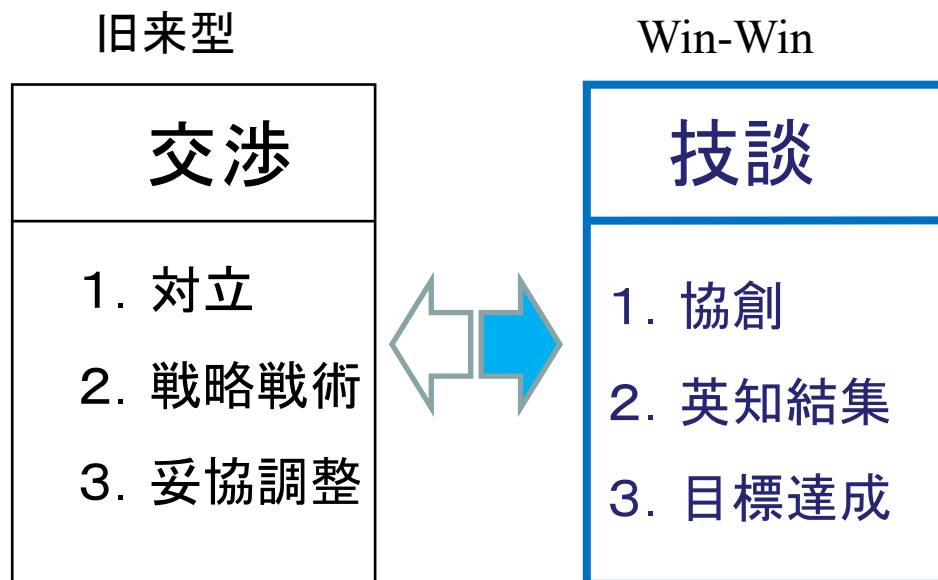 旧来型
交渉
1. 対立
2. 戦略戦術
3. 妥協調整
Win-Win
技談
1. 協創
2. 英知結集
3. 目標達成